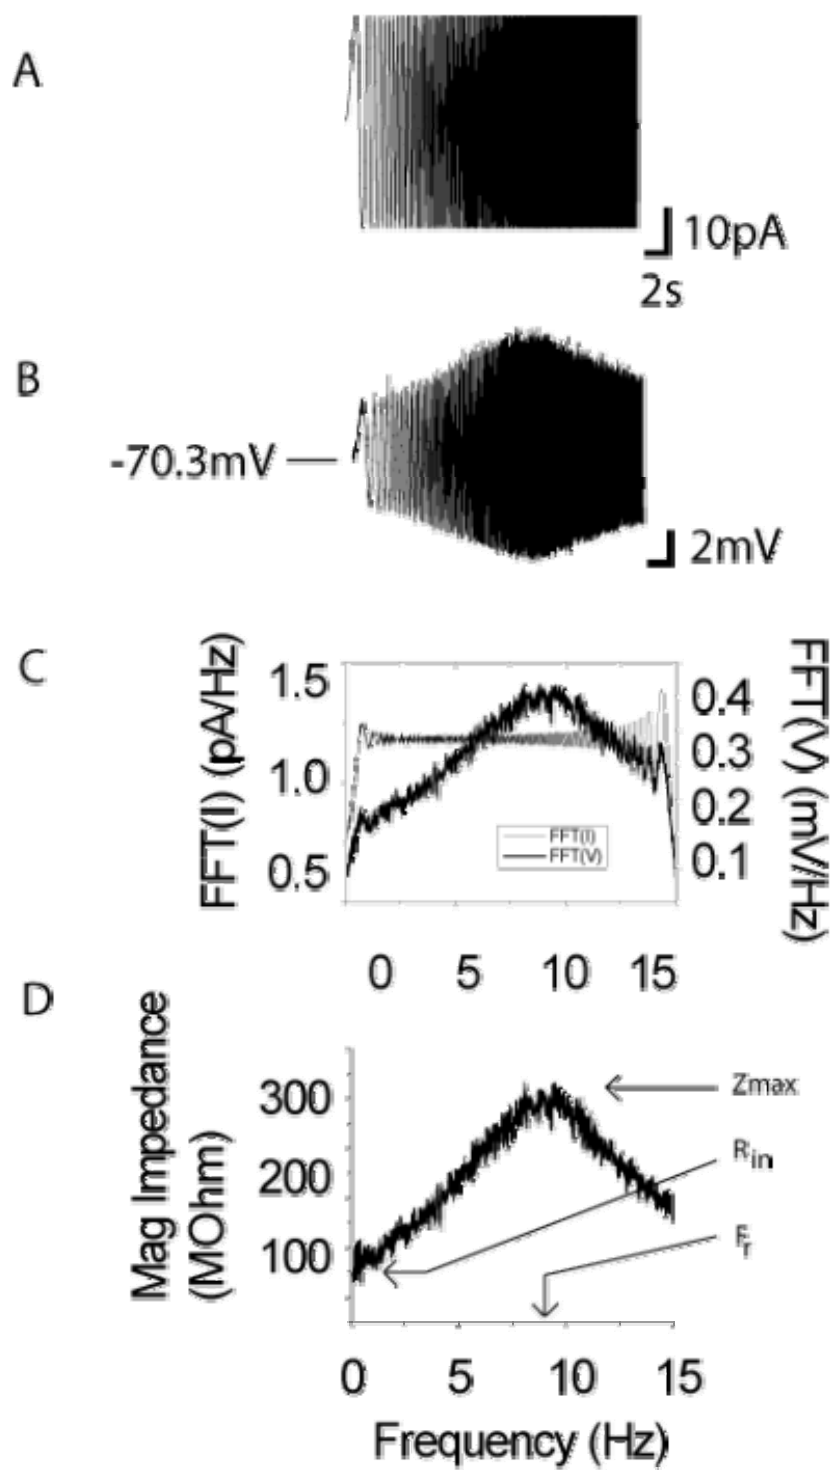 A
10pA
2s
B
-70.3mV
2mV
C
FFT(I) (pA/Hz)
1.5
1.0
0.5
FFT(I)
FFT(V)
0.4
0.3
0.2
0.1
FFT(V) (mV/Hz)
0 5 10 15
D
Mag Impedance
(MOhm)
300
200
100
Zmax
Rin
Fr
0 5 10 15
Frequency (Hz)